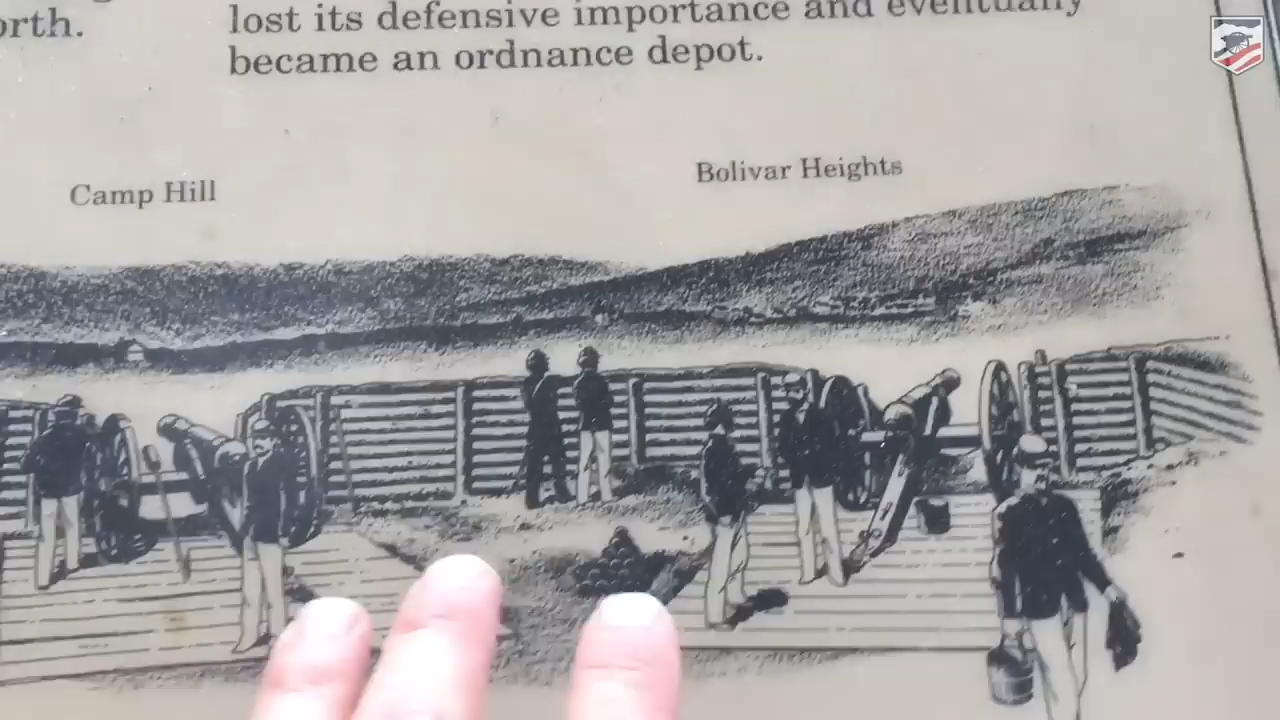 orth.
lost its defensive importance and eventually
became an ordnance depot.
Camp Hill
Bolivar Heights